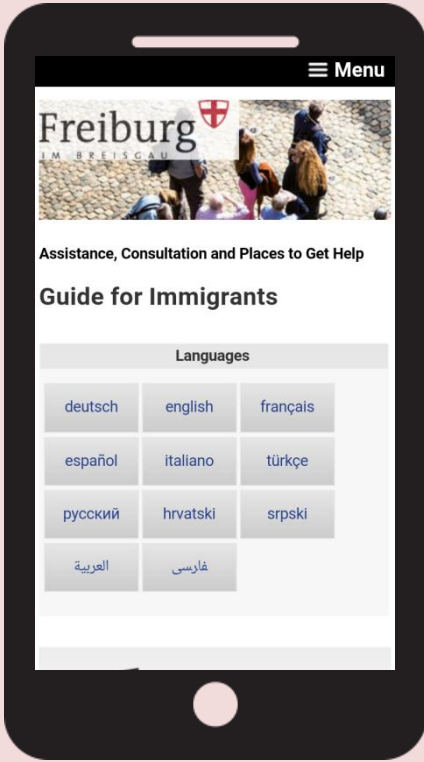 Menu
Freiburg
IM BREISGAU
Assistance, Consultation and Places to Get Help
Guide for Immigrants
Languages
deutsch english français
español italiano türkçe
русский hrvatski srpski
العربية فارسی